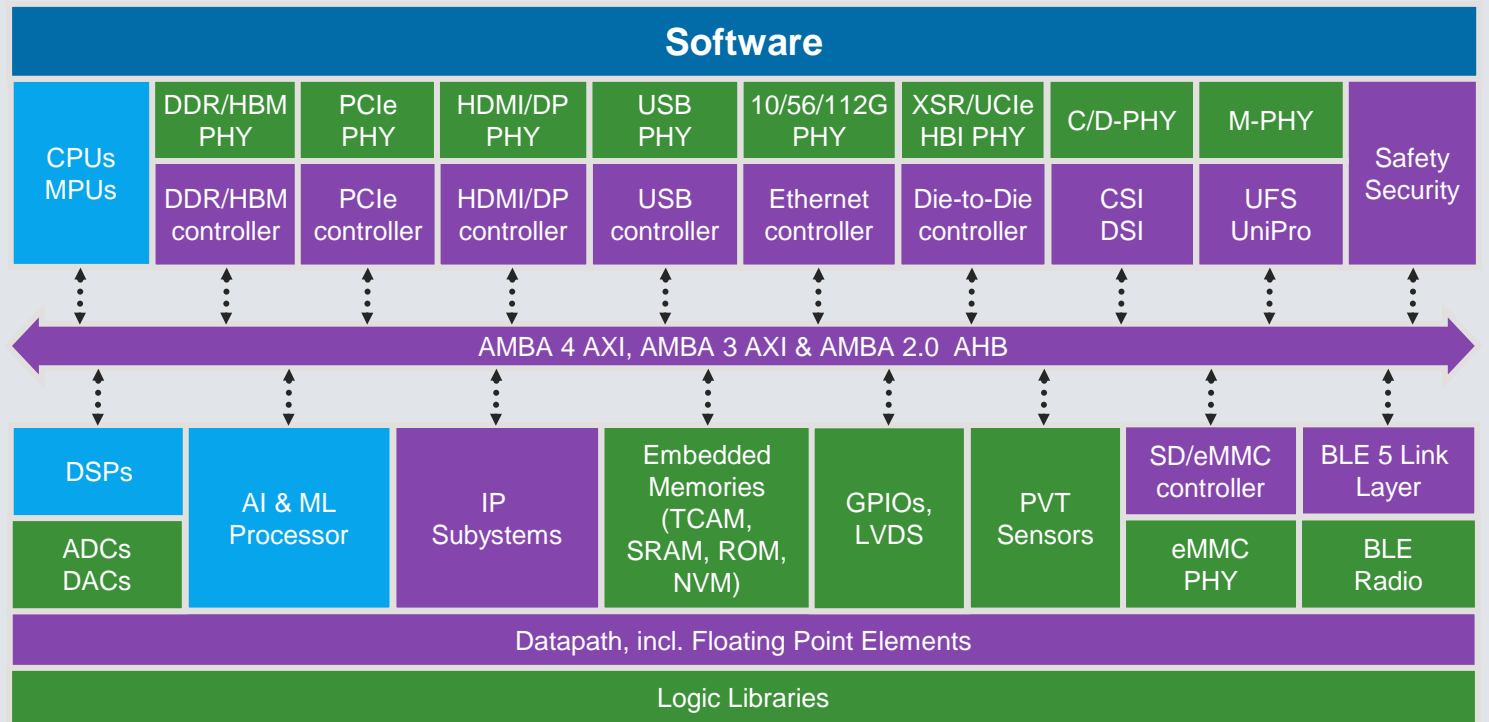 Software
CPUs
MPUs
DDR/HBM
PHY
PCIe
PHY
HDMI/DP
PHY
USB
PHY
10/56/112G
PHY
XSR/UCIe
HBI PHY
C/D-PHY
M-PHY
Safety
Security
DDR/HBM
controller
PCIe
controller
HDMI/DP
controller
USB
controller
Ethernet
controller
Die-to-Die
controller
CSI
DSI
UFS
UniPro
AMBA 4 AXI, AMBA 3 AXI & AMBA 2.0 AHB
DSPs
ADCs
DACs
AI & ML
Processor
IP
Subystems
Embedded
Memories
(TCAM,
SRAM, ROM,
NVM)
GPIOs,
LVDS
PVT
Sensors
SD/eMMC
controller
eMMC
PHY
BLE 5 Link
Layer
BLE
Radio
Datapath, incl. Floating Point Elements
Logic Libraries